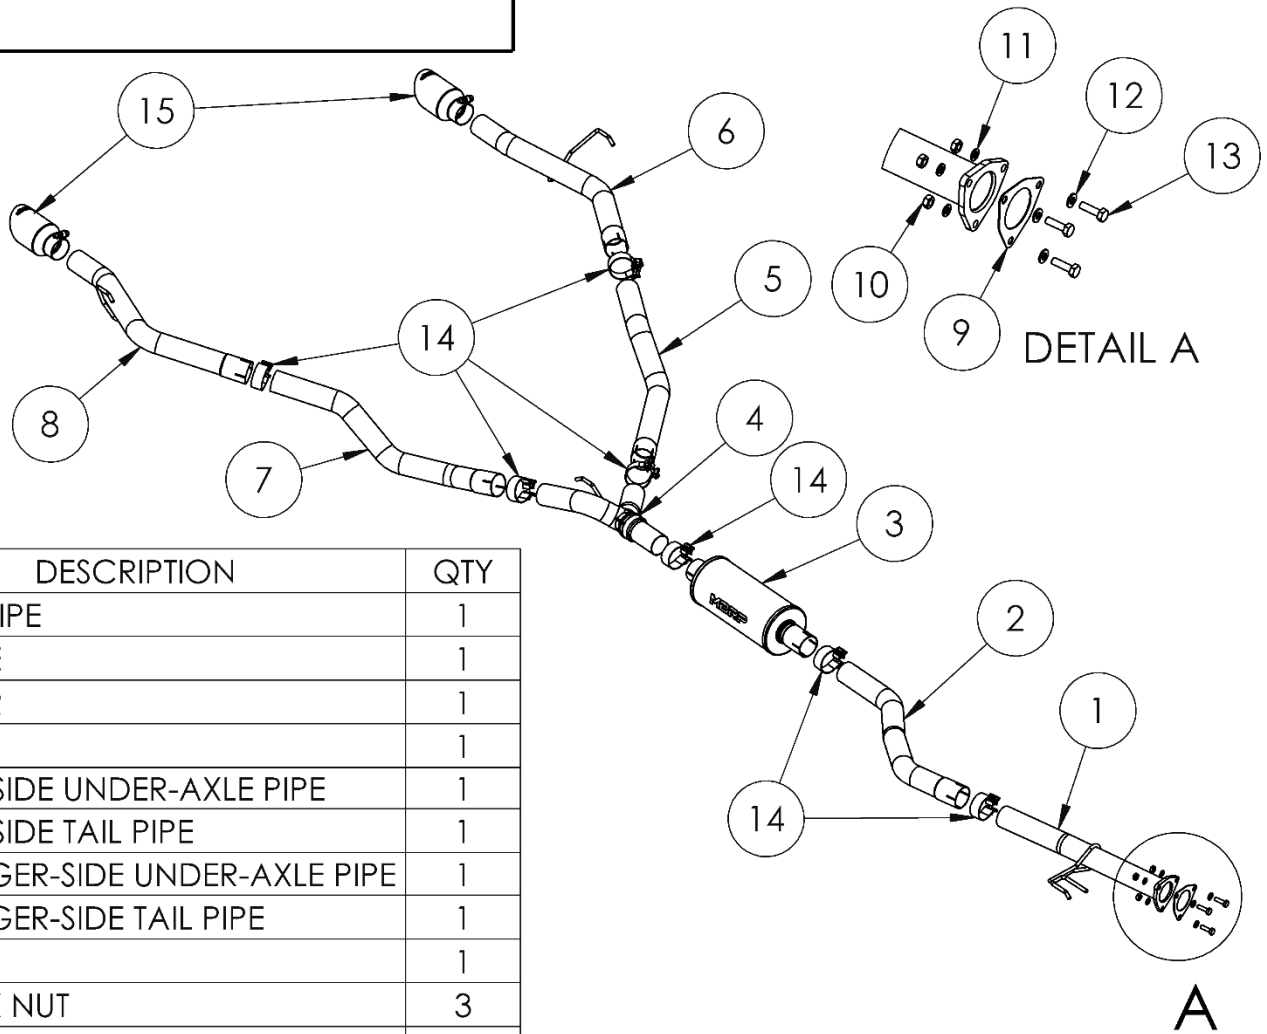 11
12
15
6
13
5
10
9
14
DETAIL A
8
4
7
14
3
DESCRIPTION QTY
IPE 1
1
2
1
1
1
SIDE UNDER-AXLE PIPE 1
14
SIDE TAIL PIPE 1
GER-SIDE UNDER-AXLE PIPE 1
GER-SIDE TAIL PIPE 1
1
NUT 3
A
MBRP